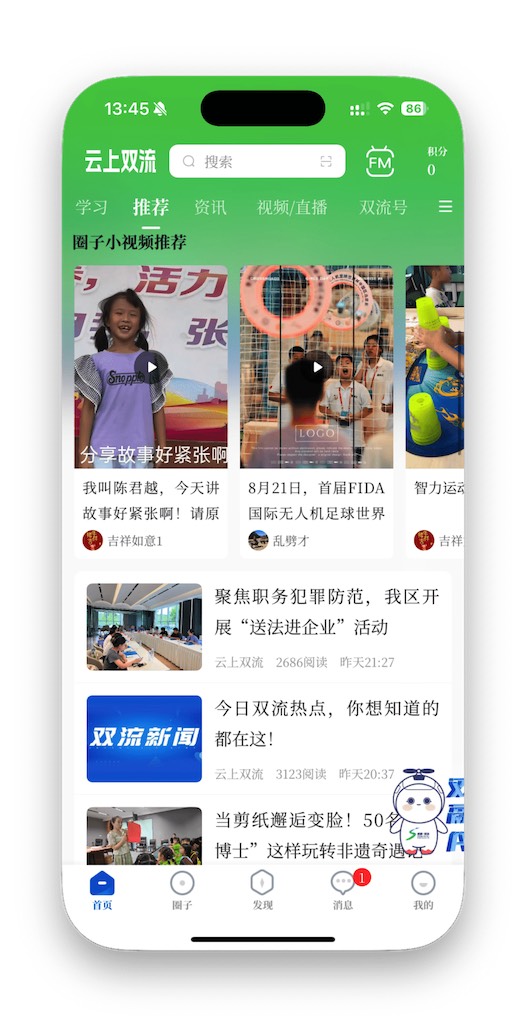 13:45
86
云上双流
搜索
FM
积分
0
学习
推荐
资讯
视频/直播
双流号
圈子小视频推荐
活力
张
Snoopy
分享故事好紧张啊
LOGO
我叫陈君越，今天讲
故事好紧张啊！请原
吉祥如意1
8月21日，首届FIDA
国际无人机足球世界
乱劈才
智力运动
吉祥
聚焦职务犯罪防范，我区开
展“送法进企业”活动
云上双流 2686阅读 昨天21:27
双流新闻
今日双流热点，你想知道的
都在这！
云上双流 3123阅读 昨天20:37
当剪纸邂逅变脸！50名
博士”这样玩转非遗奇遇记
首页
圈子
发现
1
消息
我的